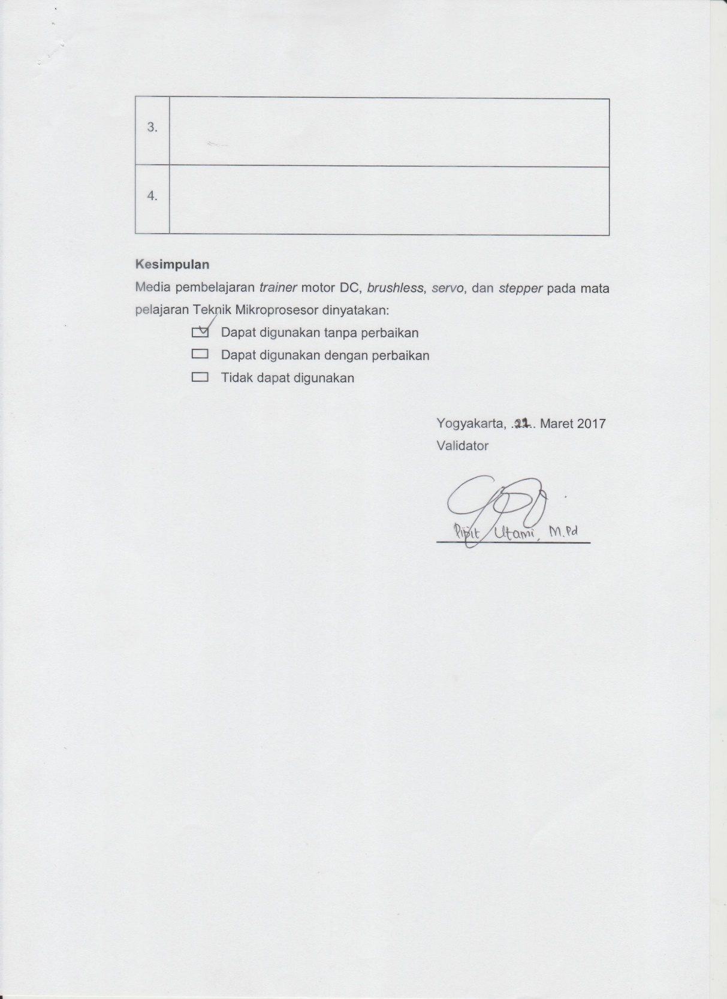 3.
4.
Kesimpulan
Media pembelajaran trainer motor DC, brushless, servo, dan stepper pada mata
pelajaran Teknik Mikroprosesor dinyatakan:
Dapat digunakan tanpa perbaikan
Dapat digunakan dengan perbaikan
Tidak dapat digunakan
Yogyakarta, ... Maret 2017
Validator
Pipit Utami, M.Pd